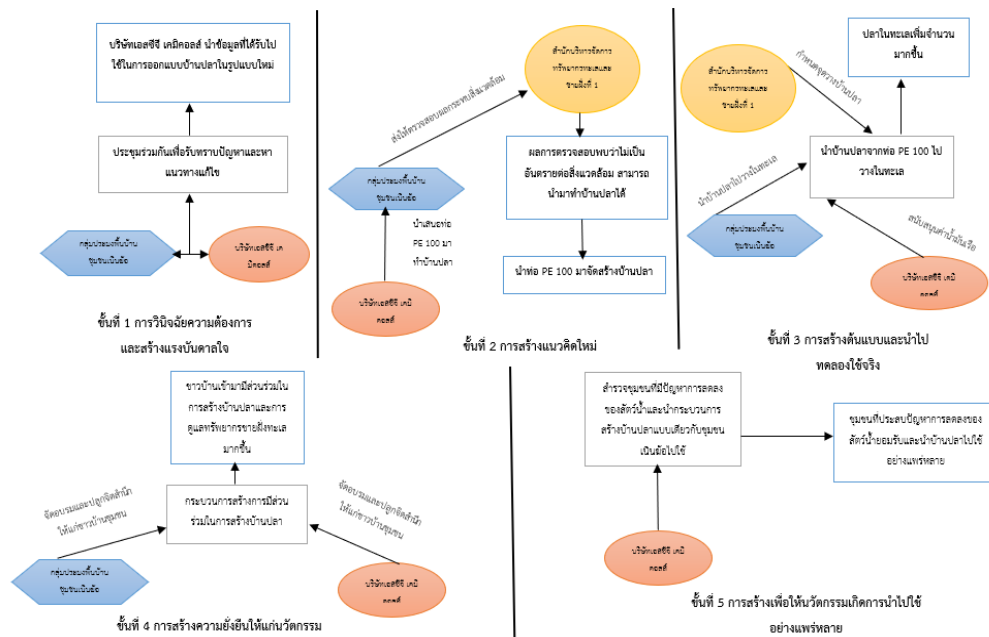 บริษัทเอสซีจี เคมิคอลส์ นำข้อมูลที่ได้รับไป
ใช้ในการออกแบบบ้านปลาในรูปแบบใหม่
ประชุมร่วมกันเพื่อรับทราบปัญหาและหา
แนวทางแก้ไข
กลุ่มประมงพื้นบ้าน
ชุมชนเนินฆ้อ
บริษัทเอสซีจี เค
มิคอลส์
ขั้นที่ 1 การวินิจฉัยความต้องการ
และสร้างแรงบันดาลใจ
สำนักบริหารจัดการ
ทรัพยากรทะเลและ
ชายฝั่งที่ 1
ส่งให้ตรวจสอบผลกระทบสิ่งแวดล้อม
กลุ่มประมงพื้นบ้าน
ชุมชนเนินฆ้อ
นำเสนอท่อ
PE 100 มา
ทำบ้านปลา
บริษัทเอสซีจี เคมิ
คอลส์
ผลการตรวจสอบพบว่าไม่เป็น
อันตรายต่อสิ่งแวดล้อม สามารถ
นำมาทำบ้านปลาได้
นำท่อ PE 100 มาจัดสร้างบ้านปลา
ขั้นที่ 2 การสร้างแนวคิดใหม่
สำนักบริหารจัดการ
ทรัพยากรทะเลและ
ชายฝั่งที่ 1
กำหนดจุดวางบ้านปลา
ปลาในทะเลเพิ่มจำนวน
มากขึ้น
นำบ้านปลาจากท่อ PE 100 ไป
วางในทะเล
นำบ้านปลาไปวางในทะเล
กลุ่มประมงพื้นบ้าน
ชุมชนเนินฆ้อ
สนับสนุนค่าน้ำมันเรือ
บริษัทเอสซีจี เคมิ
คอลส์
ขั้นที่ 3 การสร้างต้นแบบและนำไป
ทดลองใช้จริง
ชาวบ้านเข้ามามีส่วนร่วมใน
การสร้างบ้านปลาและการ
ดูแลทรัพยากรชายฝั่งทะเล
มากขึ้น
กระบวนการสร้างการมีส่วน
ร่วมในการสร้างบ้านปลา
จัดอบรมและปลูกจิตสำนึก
ให้แก่ชาวบ้านชุมชน
จัดอบรมและปลูกจิตสำนึก
ให้แก่ชาวบ้านชุมชน
กลุ่มประมงพื้นบ้าน
ชุมชนเนินฆ้อ
บริษัทเอสซีจี เคมิ
คอลส์
ขั้นที่ 4 การสร้างความยั่งยืนให้แก่นวัตกรรม
สำรวจชุมชนที่มีปัญหาการลดลง
ของสัตว์น้ำและนำกระบวนการ
สร้างบ้านปลาแบบเดียวกับชุมชน
เนินฆ้อไปใช้
ชุมชนที่ประสบปัญหาการลดลงของ
สัตว์น้ำยอมรับและนำบ้านปลาไปใช้
อย่างแพร่หลาย
บริษัทเอสซีจี เคมิ
คอลส์
ขั้นที่ 5 การสร้างเพื่อให้นวัตกรรมเกิดการนำไปใช้
อย่างแพร่หลาย